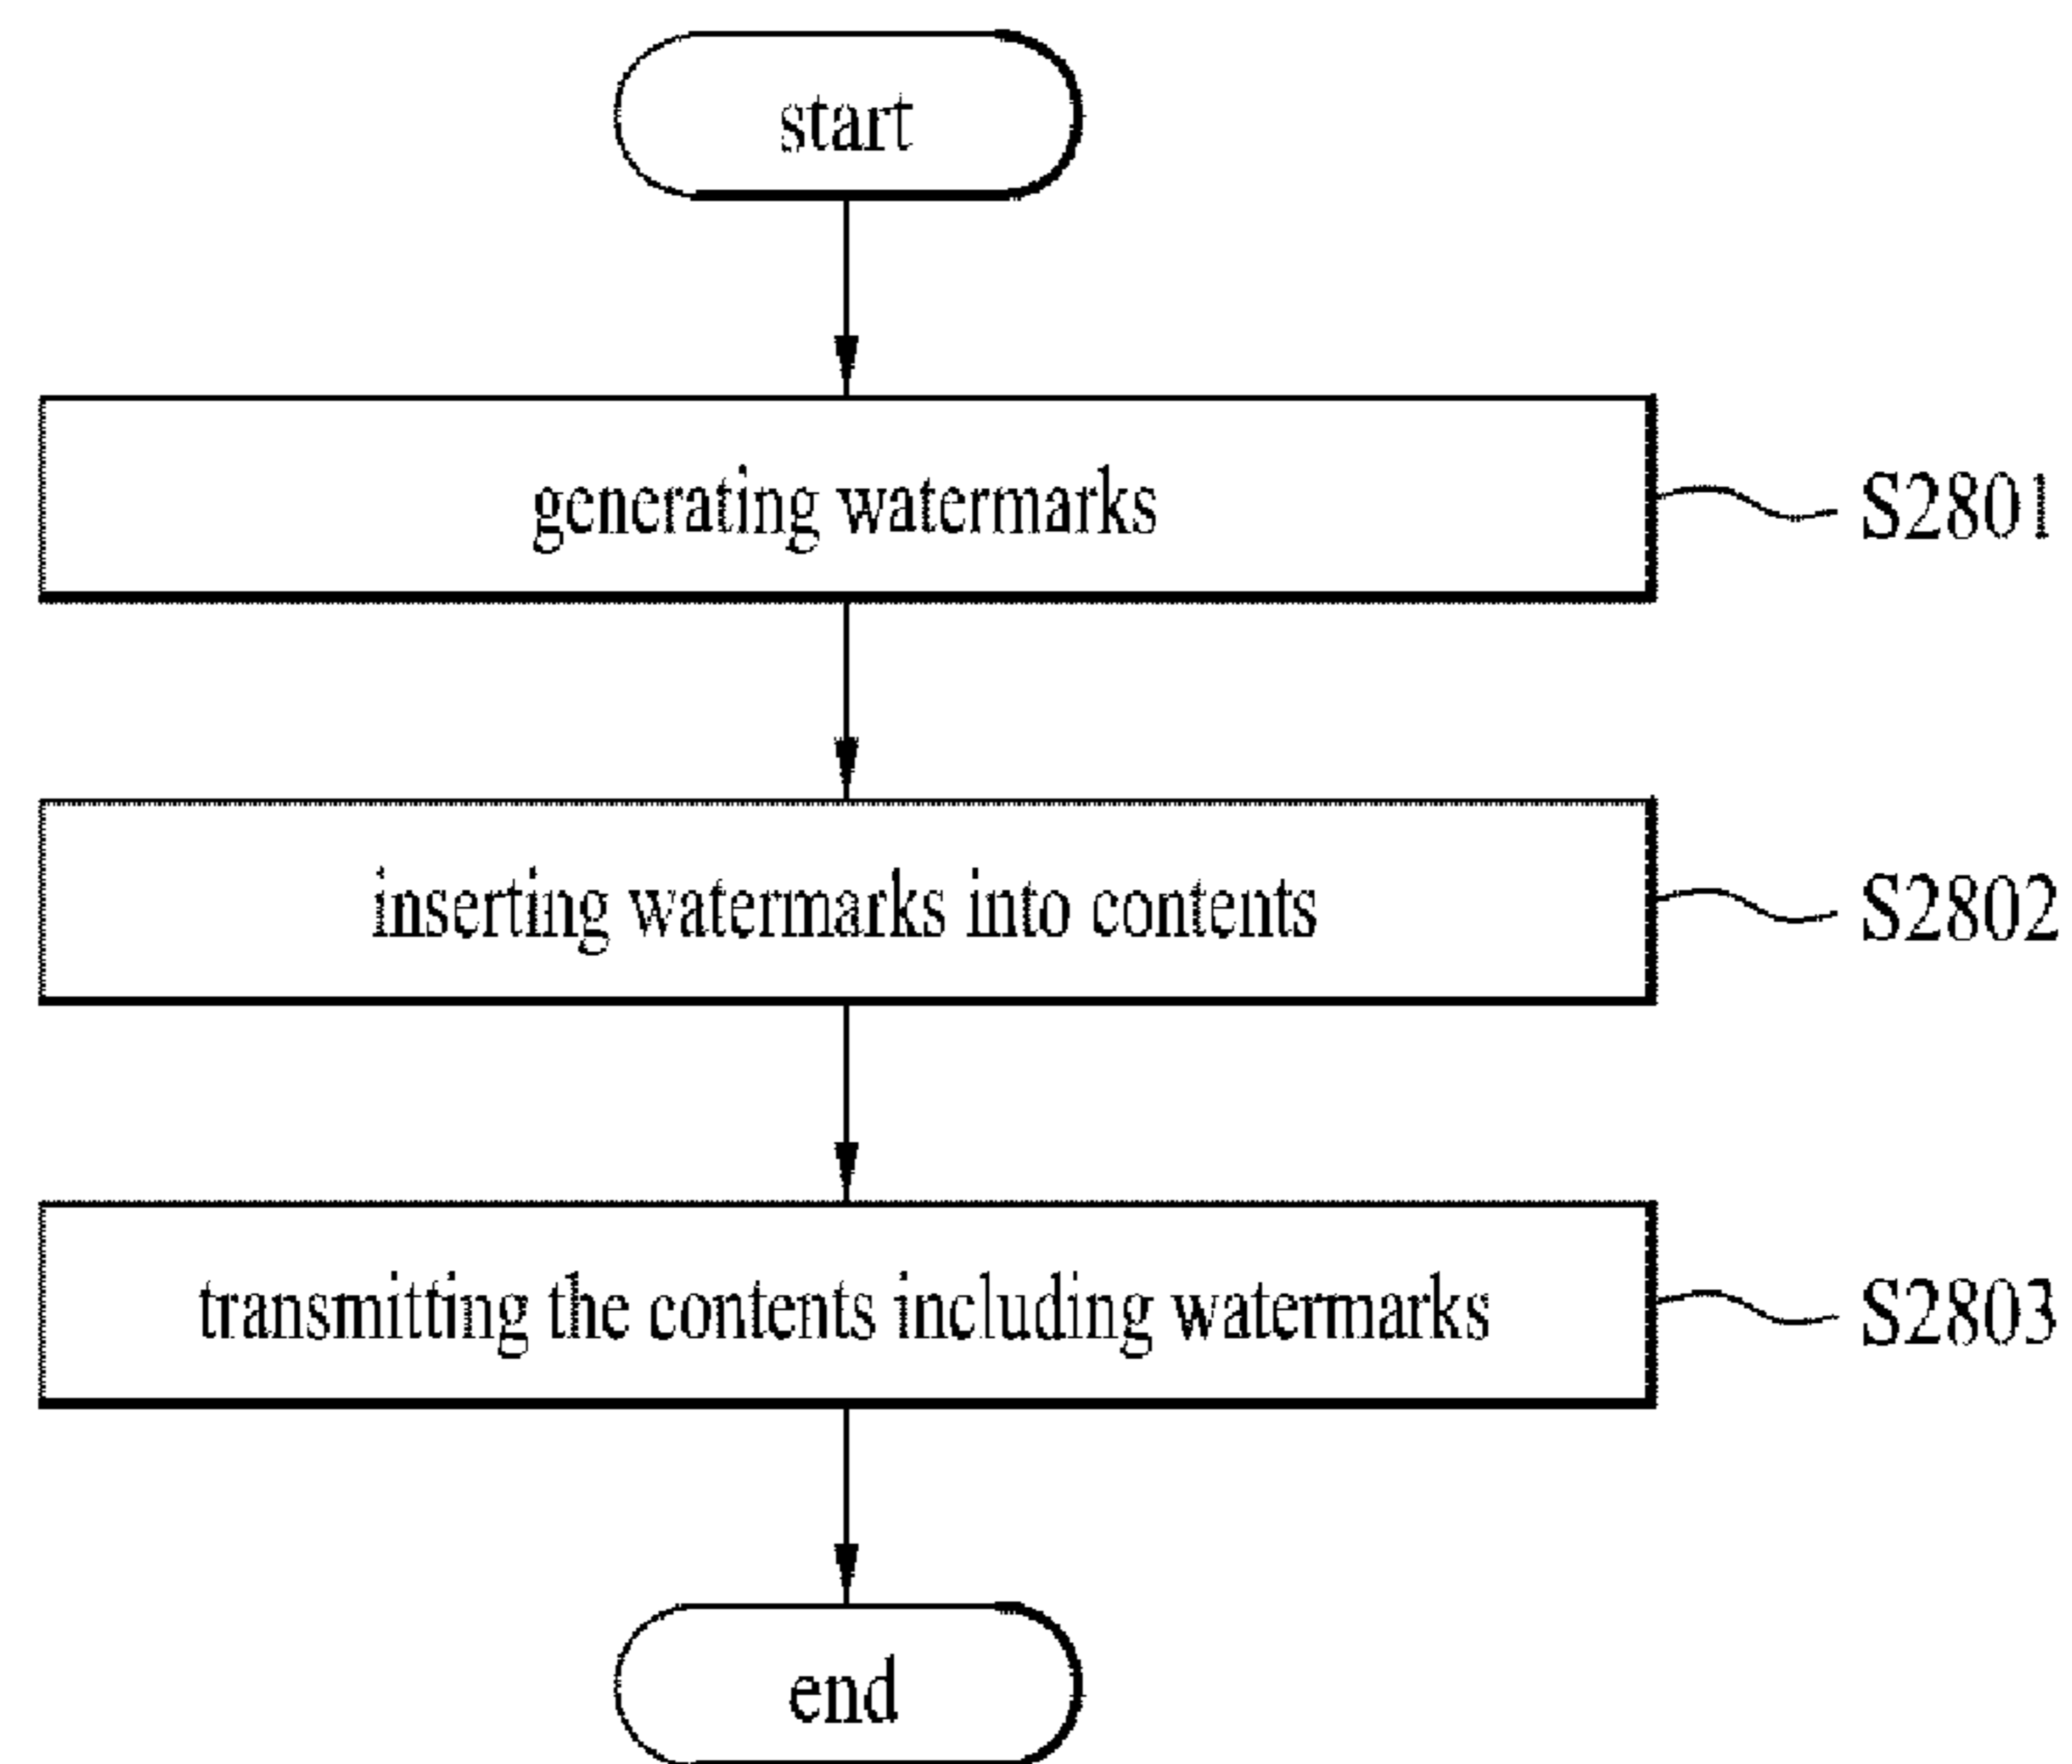 start
generating watermarks
S2801
inserting watermarks into contents
S2802
transmitting the contents including watermarks
S2803
end